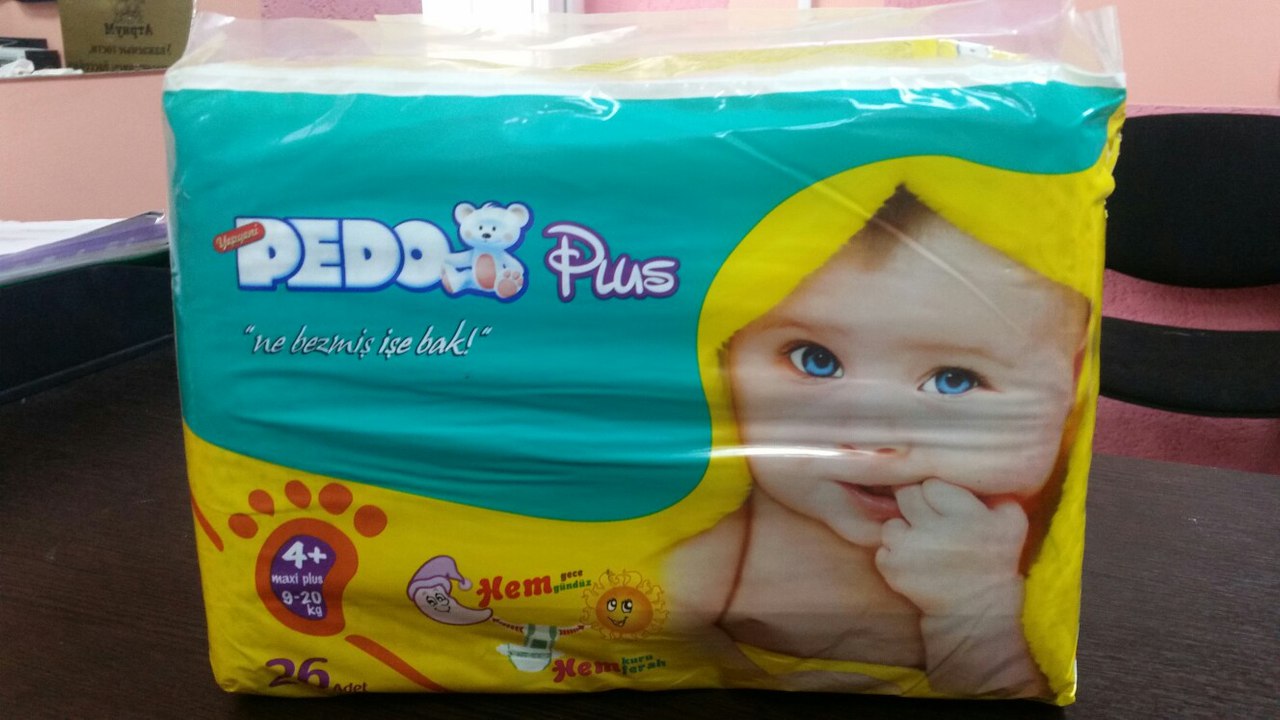 Атриум
Yepyeni
PEDO Plus
"ne bezmiş işe bak!"
4+
maxi plus
9-20
kg
Hem gece gündüz
Hem kuru ferah
26 Adet